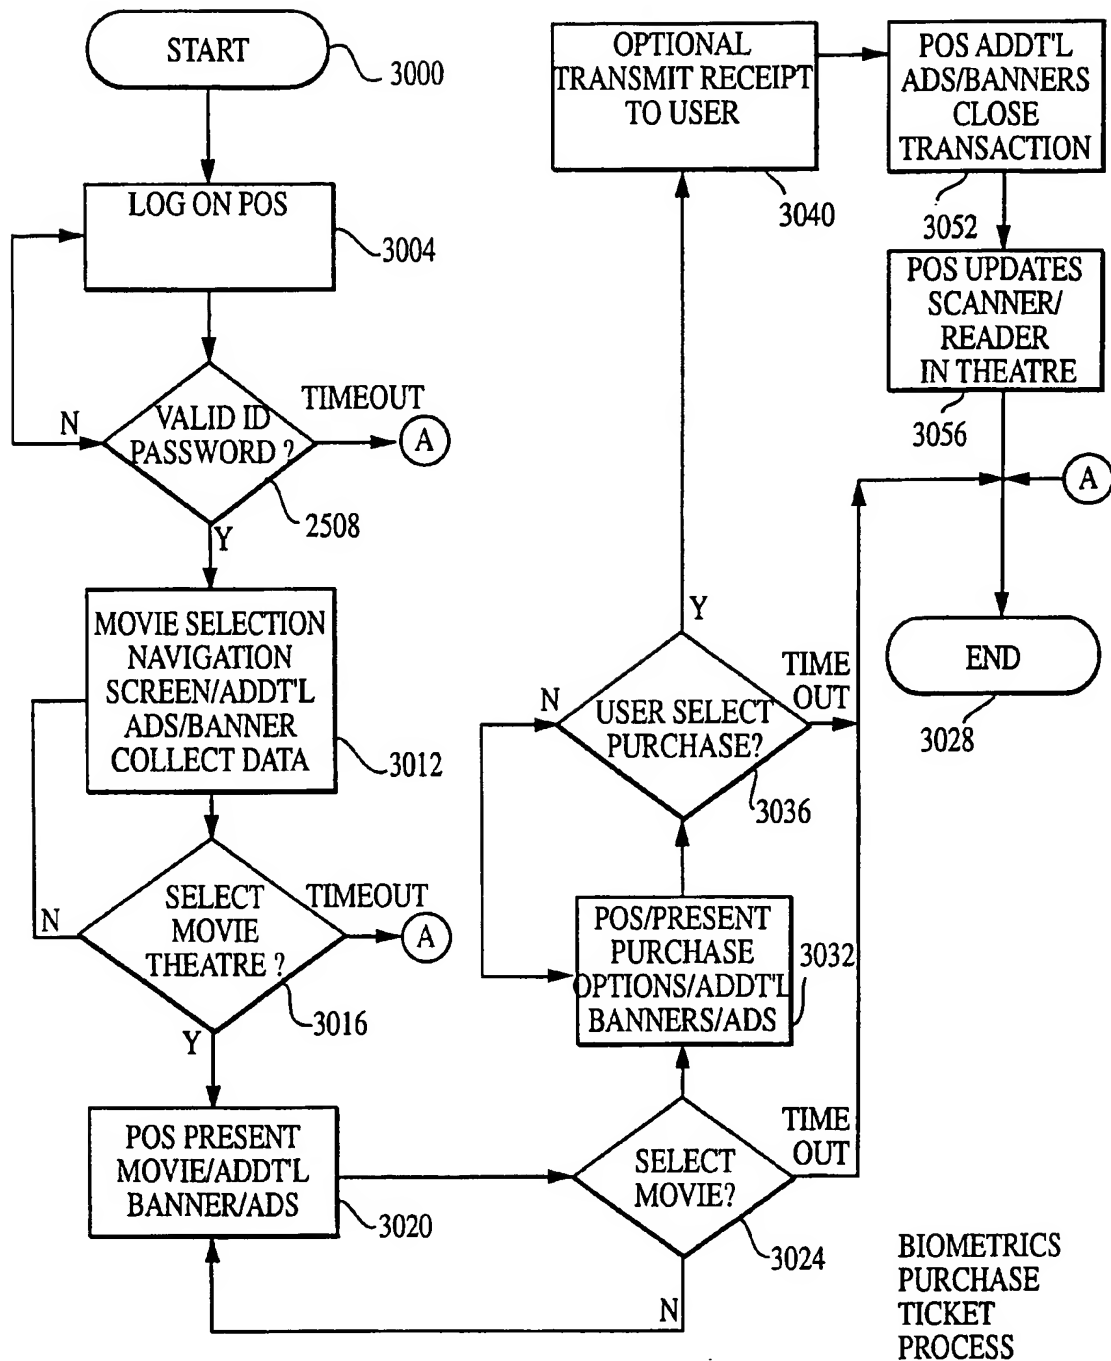 START
3000
LOG ON POS
3004
N
VALID ID
PASSWORD ?
TIMEOUT
A
2508
Y
MOVIE SELECTION
NAVIGATION
SCREEN/ADDT'L
ADS/BANNER
COLLECT DATA
3012
N
SELECT
MOVIE
THEATRE ?
TIMEOUT
A
3016
Y
POS PRESENT
MOVIE/ADDT'L
BANNER/ADS
3020
SELECT
MOVIE?
TIME
OUT
3024
N
POS/PRESENT
PURCHASE
OPTIONS/ADDT'L
BANNERS/ADS
3032
N
USER SELECT
PURCHASE?
TIME
OUT
3036
Y
OPTIONAL
TRANSMIT RECEIPT
TO USER
3040
POS ADDT'L
ADS/BANNERS
CLOSE
TRANSACTION
3052
POS UPDATES
SCANNER/
READER
IN THEATRE
3056
A
END
3028
BIOMETRICS
PURCHASE
TICKET
PROCESS